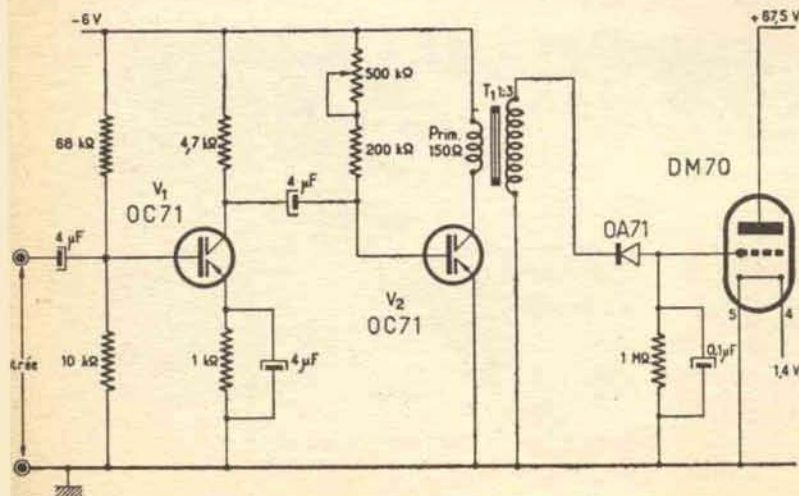 -6V
+67,5 V
500 kΩ
T₁ 1:3
68 kΩ
4,7 kΩ
200 kΩ
Prim.
150Ω
DM70
4 µF
V₁
OC71
OA71
4 µF
V₂
OC71
5
4
10 kΩ
1 kΩ
4 µF
1 MΩ
0,1µF
1,4 V